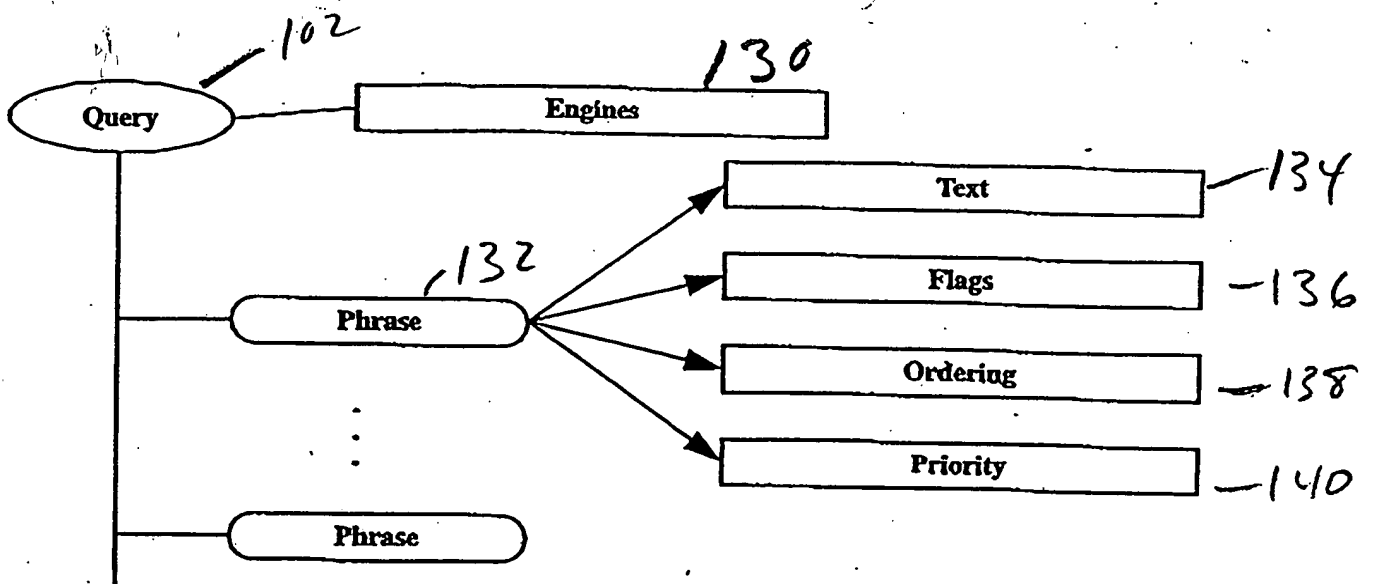 102
130
Query
Engines
Text
134
132
Flags
136
Phrase
Ordering
138
Priority
140
Phrase